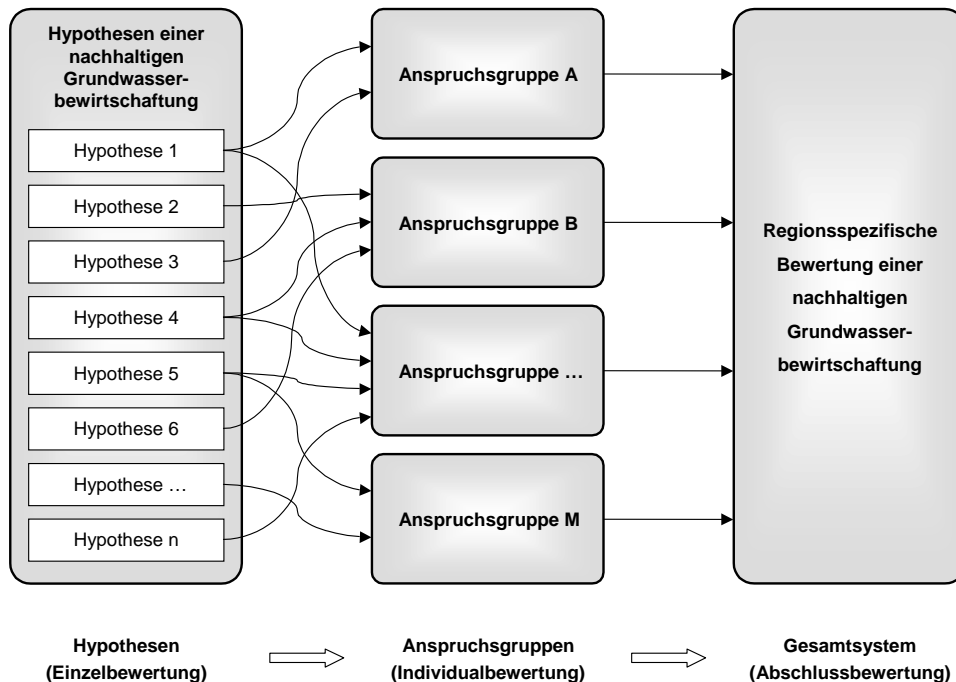 Hypothesen einer
nachhaltigen
Grundwasser-
bewirtschaftung
Hypothese 1
Hypothese 2
Hypothese 3
Hypothese 4
Hypothese 5
Hypothese 6
Hypothese …
Hypothese n
Anspruchsgruppe A
Anspruchsgruppe B
Anspruchsgruppe …
Anspruchsgruppe M
Regionsspezifische
Bewertung einer
nachhaltigen
Grundwasser-
bewirtschaftung
Hypothesen
(Einzelbewertung)
Anspruchsgruppen
(Individualbewertung)
Gesamtsystem
(Abschlussbewertung)